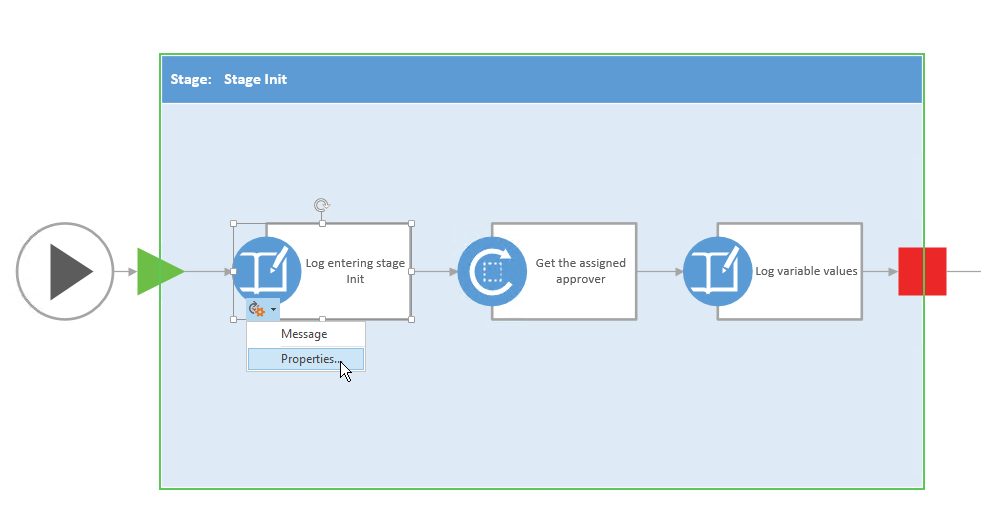 Stage: Stage Init
Log entering stage
Init
Get the assigned
approver
Log variable values
Message
Properties...